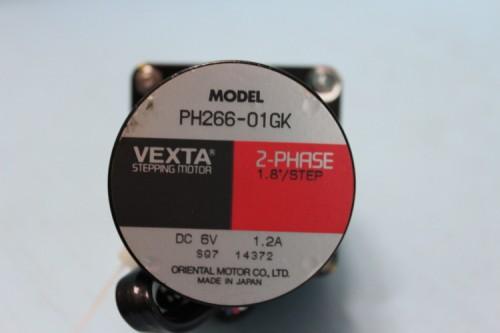 MODEL
PH266-01GK
VEXTA®
STEPPING MOTOR
2-PHASE
1.8°/STEP
DC 6V 1.2A
SQ7 14372
ORIENTAL MOTOR CO., LTD.
MADE IN JAPAN